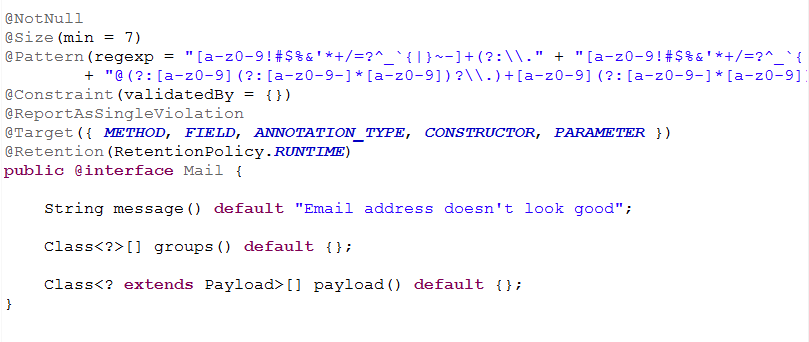 @NotNull
@Size(min = 7)
@Pattern(regexp = "[a-z0-9!#$%&'*+/=?^_`{|}~-]+(?:\\." + "[a-z0-9!#$%&'*+/=?^_`{
+ "@(?:[a-z0-9](?:[a-z0-9-]*[a-z0-9])?\\.)+[a-z0-9](?:[a-z0-9-]*[a-z0-9])
@Constraint(validatedBy = {})
@ReportAsSingleViolation
@Target({ METHOD, FIELD, ANNOTATION_TYPE, CONSTRUCTOR, PARAMETER })
@Retention(RetentionPolicy.RUNTIME)
public @interface Mail {
String message() default "Email address doesn't look good";
Class<?>[] groups() default {};
Class<? extends Payload>[] payload() default {};
}